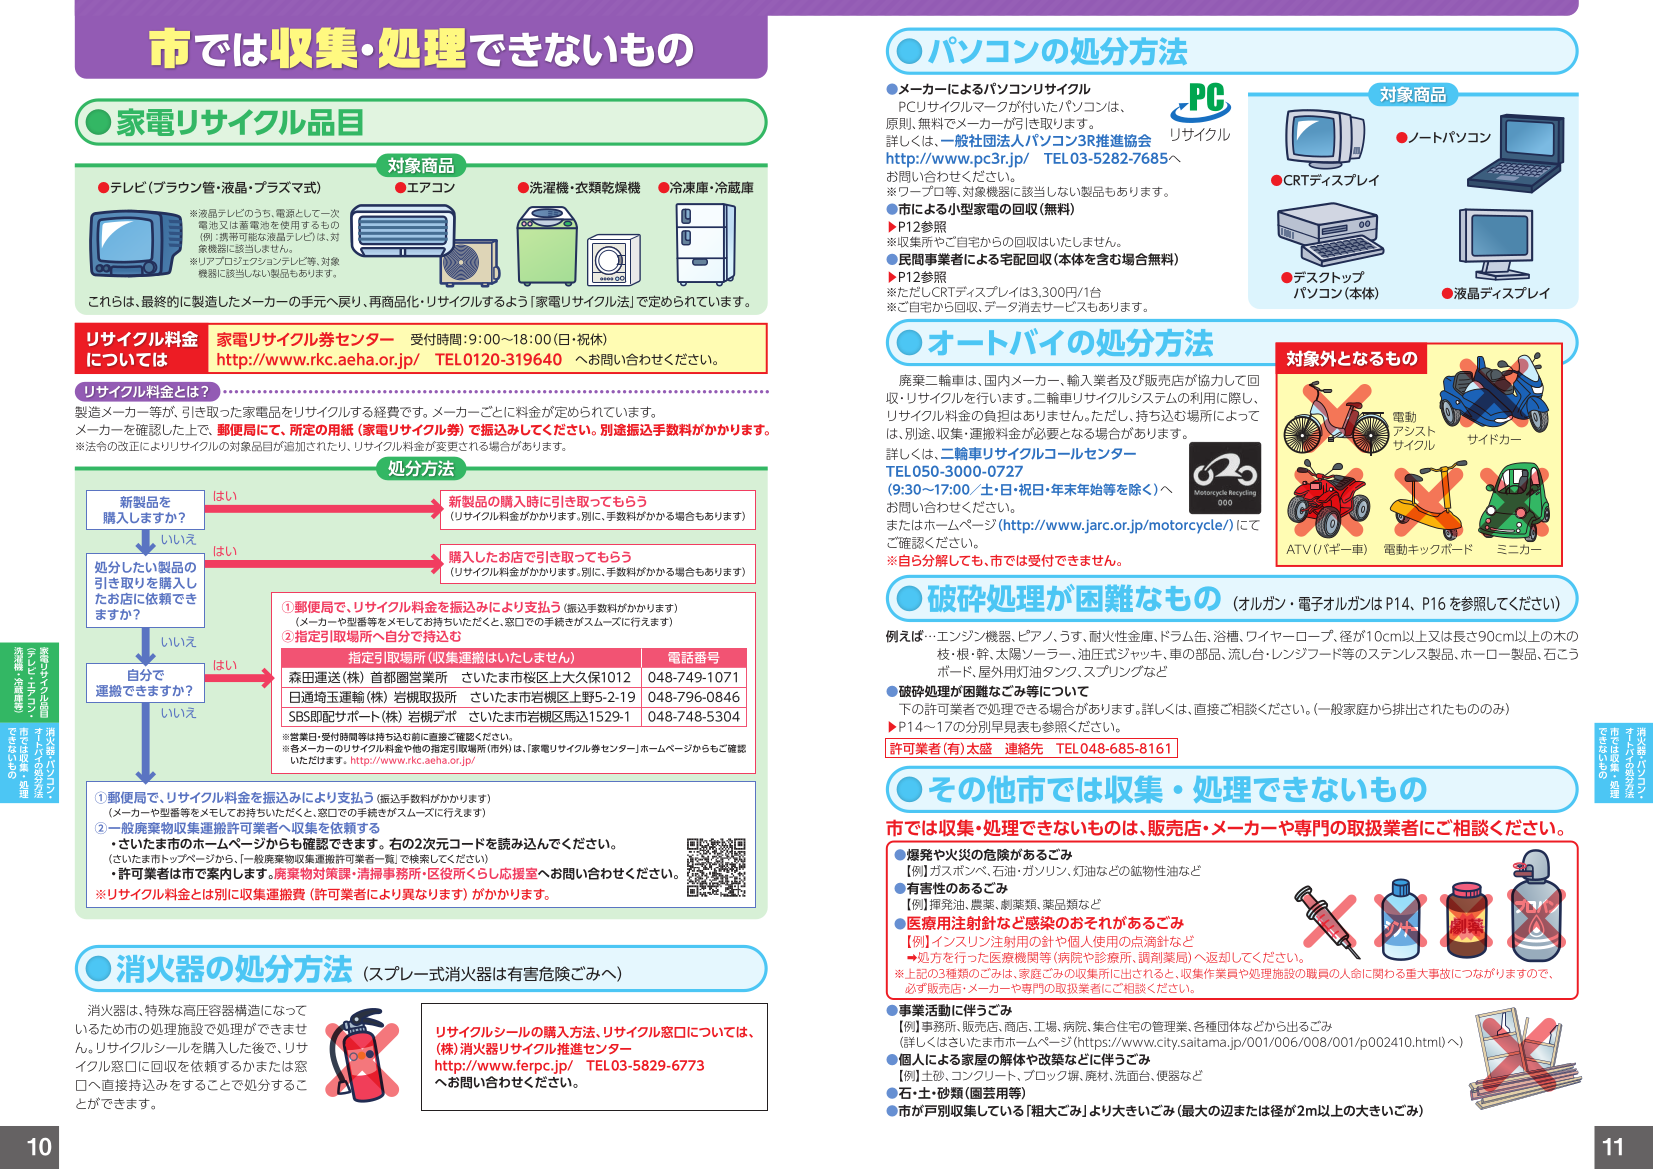 市では収集・処理できないもの
家電リサイクル品目
対象商品
●テレビ(ブラウン管・液晶・プラズマ式)
●エアコン
●洗濯機・衣類乾燥機
●冷凍庫・冷蔵庫
※液晶テレビのうち、電源として一次
電池又は蓄電池を使用するもの
(例:携帯可能な液晶テレビ)は、対
象機器に該当しません。
※リアプロジェクションテレビ等、対象
機器に該当しない製品もあります。
これらは、最終的に製造したメーカーの手元へ戻り、再商品化・リサイクルするよう「家電リサイクル法」で定められています。
リサイクル料金
については
家電リサイクル券センター 受付時間:9:00〜18:00(日・祝休)
http://www.rkc.aeha.or.jp/ TEL0120-319640 へお問い合わせください。
リサイクル料金とは?
製造メーカー等が、引き取った家電品をリサイクルする経費です。メーカーごとに料金が定められています。
メーカーを確認した上で、郵便局にて、所定の用紙(家電リサイクル券)で振込みしてください。別途振込手数料がかかります。
※法令の改正によりリサイクルの対象品目が追加されたり、リサイクル料金が変更される場合があります。
処分方法
新製品を
購入しますか?
はい
新製品の購入時に引き取ってもらう
(リサイクル料金がかかります。別に、手数料がかかる場合もあります)
いいえ
処分したい製品の
引き取りを購入し
たお店に依頼でき
ますか?
はい
購入したお店で引き取ってもらう
(リサイクル料金がかかります。別に、手数料がかかる場合もあります)
いいえ
自分で
運搬できますか?
はい
①郵便局で、リサイクル料金を振込みにより支払う(振込手数料がかかります)
(メーカーや型番等をメモしてお持ちいただくと、窓口での手続きがスムーズに行えます)
②指定引取場所へ自分で持込む
指定引取場所(収集運搬はいたしません) 電話番号
森田運送(株)首都圏営業所 さいたま市桜区上大久保1012 048-749-1071
日通埼玉運輸(株)岩槻取扱所 さいたま市岩槻区上野5-2-19 048-796-0846
SBS即配サポート(株)岩槻デポ さいたま市岩槻区馬込1529-1 048-748-5304
※営業日・受付時間等は持ち込む前に直接ご確認ください。
※各メーカーのリサイクル料金や他の指定引取場所(市外)は、「家電リサイクル券センター」ホームページからもご確認
いただけます。http://www.rkc.aeha.or.jp/
いいえ
①郵便局で、リサイクル料金を振込みにより支払う(振込手数料がかかります)
(メーカーや型番等をメモしてお持ちいただくと、窓口での手続きがスムーズに行えます)
②一般廃棄物収集運搬許可業者へ収集を依頼する
・さいたま市のホームページからも確認できます。右の2次元コードを読み込んでください。
(さいたま市トップページから、「一般廃棄物収集運搬許可業者一覧」で検索してください)
・許可業者は市で案内します。廃棄物対策課・清掃事務所・区役所くらし応援室へお問い合わせください。
※リサイクル料金とは別に収集運搬費(許可業者により異なります)がかかります。
消火器の処分方法(スプレー式消火器は有害危険ごみへ)
消火器は、特殊な高圧容器構造になって
いるため市の処理施設で処理ができませ
ん。リサイクルシールを購入した後で、リサ
イクル窓口に回収を依頼するかまたは窓
口へ直接持込みをすることで処分するこ
とができます。
リサイクルシールの購入方法、リサイクル窓口については、
(株)消火器リサイクル推進センター
http://www.ferpc.jp/ TEL03-5829-6773
へお問い合わせください。
家電リサイクル品目
(テレビ・エアコン・
洗濯機・冷蔵庫等)
消火器・パソコン・
オートバイの処分方法
市では収集・処理
できないもの
10
パソコンの処分方法
●メーカーによるパソコンリサイクル
PCリサイクルマークが付いたパソコンは、
原則、無料でメーカーが引き取ります。
詳しくは、一般社団法人パソコン3R推進協会
http://www.pc3r.jp/ TEL03-5282-7685へ
お問い合わせください。
※ワープロ等、対象機器に該当しない製品もあります。
●市による小型家電の回収(無料)
▶P12参照
※収集所やご自宅からの回収はいたしません。
●民間事業者による宅配回収(本体を含む場合無料)
▶P12参照
※ただしCRTディスプレイは3,300円/1台
※ご自宅から回収、データ消去サービスもあります。
PC
リサイクル
対象商品
●CRTディスプレイ
●ノートパソコン
●デスクトップ
パソコン(本体)
●液晶ディスプレイ
オートバイの処分方法
廃棄二輪車は、国内メーカー、輸入業者及び販売店が協力して回
収・リサイクルを行います。二輪車リサイクルシステムの利用に際し、
リサイクル料金の負担はありません。ただし、持ち込む場所によって
は、別途、収集・運搬料金が必要となる場合があります。
詳しくは、二輪車リサイクルコールセンター
TEL050-3000-0727
(9:30〜17:00/土・日・祝日・年末年始等を除く)へ
お問い合わせください。
またはホームページ(http://www.jarc.or.jp/motorcycle/)にて
ご確認ください。
※自ら分解しても、市では受付できません。
Motorcycle Recycling
000
対象外となるもの
電動
アシスト
サイクル
サイドカー
ATV(バギー車)
電動キックボード
ミニカー
破砕処理が困難なもの(オルガン・電子オルガンはP14、P16を参照してください)
例えば…エンジン機器、ピアノ、うす、耐火性金庫、ドラム缶、浴槽、ワイヤーロープ、径が10cm以上又は長さ90cm以上の木の
枝・根・幹、太陽ソーラー、油圧式ジャッキ、車の部品、流し台・レンジフード等のステンレス製品、ホーロー製品、石こう
ボード、屋外用灯油タンク、スプリングなど
●破砕処理が困難なごみ等について
下の許可業者で処理できる場合があります。詳しくは、直接ご相談ください。(一般家庭から排出されたもののみ)
▶P14〜17の分別早見表も参照ください。
許可業者(有)太盛 連絡先 TEL048-685-8161
その他市では収集・処理できないもの
市では収集・処理できないものは、販売店・メーカーや専門の取扱業者にご相談ください。
●爆発や火災の危険があるごみ
【例】ガスボンベ、石油・ガソリン、灯油などの鉱物性油など
●有害性のあるごみ
【例】揮発油、農薬、劇薬類、薬品類など
●医療用注射針など感染のおそれがあるごみ
【例】インスリン注射用の針や個人使用の点滴針など
➡処方を行った医療機関等(病院や診療所、調剤薬局)へ返却してください。
※上記の3種類のごみは、家庭ごみの収集所に出されると、収集作業員や処理施設の職員の人命に関わる重大事故につながりますので、
必ず販売店・メーカーや専門の取扱業者にご相談ください。
シンナー
劇薬
プロパン
●事業活動に伴うごみ
【例】事務所、販売店、商店、工場、病院、集合住宅の管理業、各種団体などから出るごみ
(詳しくはさいたま市ホームページ(https://www.city.saitama.jp/001/006/008/001/p002410.html)へ)
●個人による家屋の解体や改築などに伴うごみ
【例】土砂、コンクリート、ブロック塀、廃材、洗面台、便器など
●石・土・砂類(園芸用等)
●市が戸別収集している「粗大ごみ」より大きいごみ(最大の辺または径が2m以上の大きいごみ)
消火器・パソコン・
オートバイの処分方法
市では収集・処理
できないもの
11